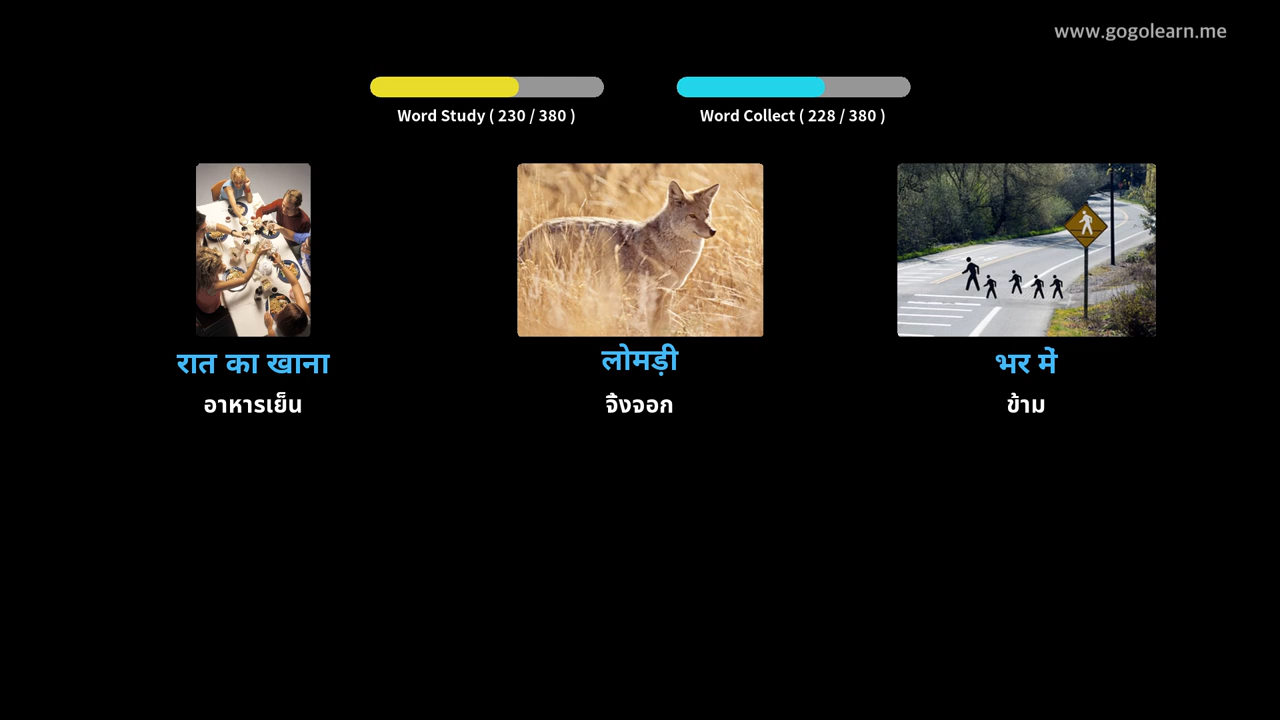 www.gogolearn.me
Word Study ( 230 / 380 )
Word Collect ( 228 / 380 )
रात का खाना
लोमड़ी
भर में
อาหารเย็น
จิ้งจอก
ข้าม